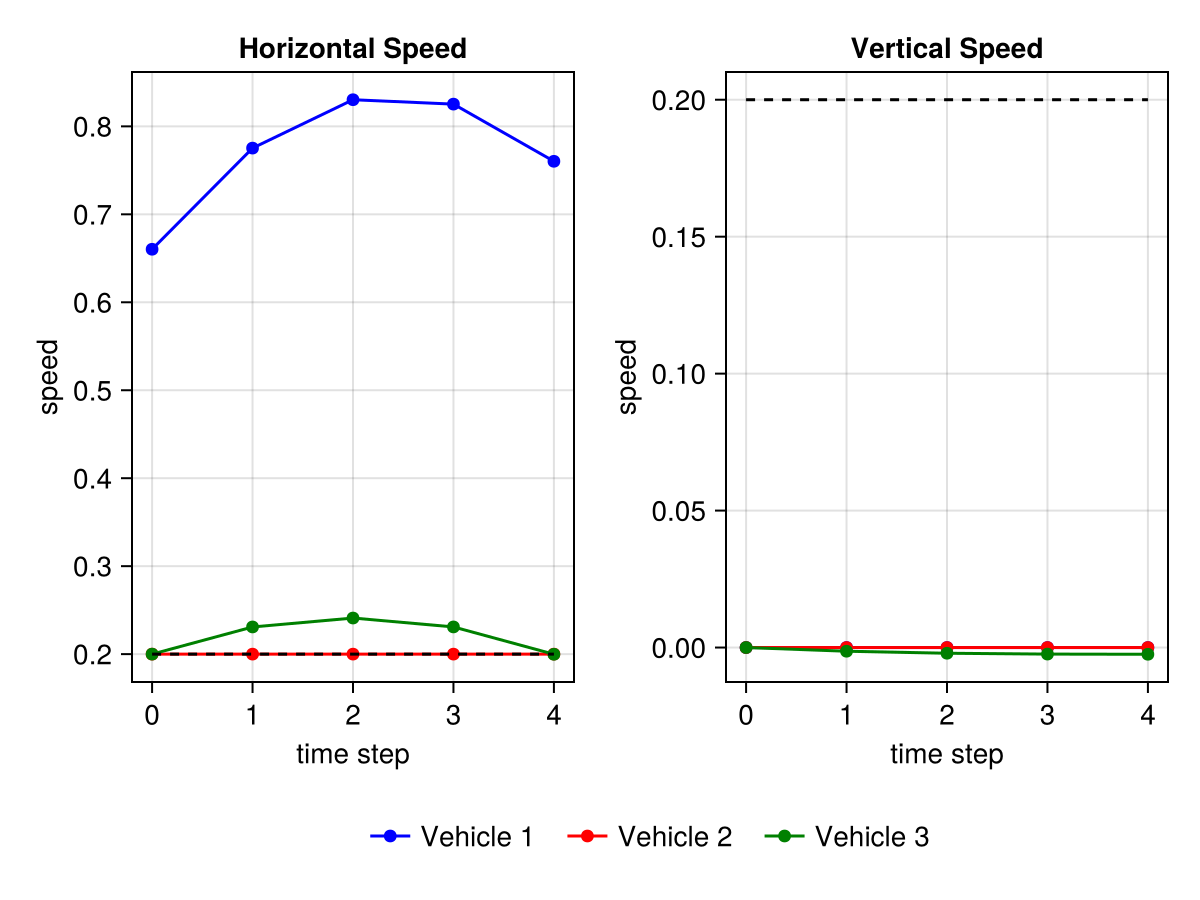 Horizontal Speed
0.8
0.7
0.6
0.5
0.4
0.3
0.2
speed
0 1 2 3 4
time step
Vertical Speed
0.20
0.15
0.10
0.05
0.00
speed
0 1 2 3 4
time step
Vehicle 1 Vehicle 2 Vehicle 3